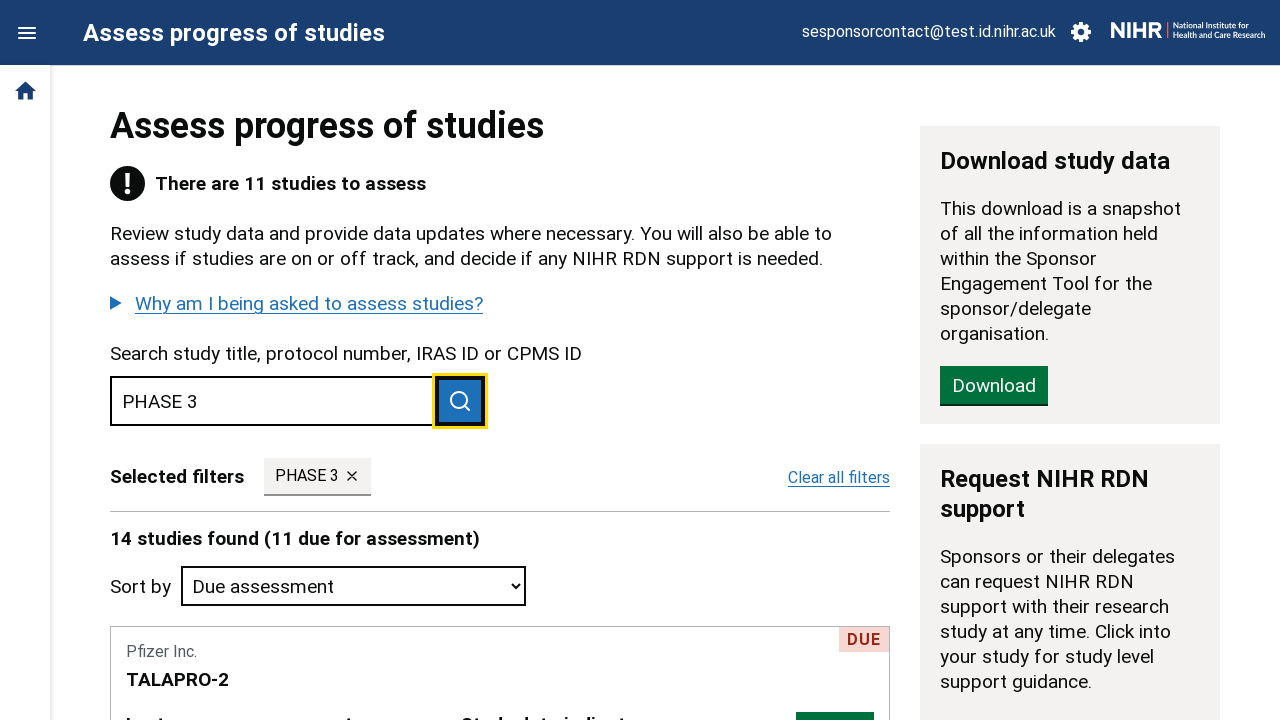 Assess progress of studies
sesponsorcontact@test.id.nihr.ac.uk
NIHR | National Institute for
Health and Care Research
Assess progress of studies
There are 11 studies to assess
Review study data and provide data updates where necessary. You will also be able to
assess if studies are on or off track, and decide if any NIHR RDN support is needed.
Why am I being asked to assess studies?
Search study title, protocol number, IRAS ID or CPMS ID
PHASE 3
Selected filters
PHASE 3 ×
Clear all filters
14 studies found (11 due for assessment)
Sort by
Due assessment
DUE
Pfizer Inc.
TALAPRO-2
Download study data
This download is a snapshot
of all the information held
within the Sponsor
Engagement Tool for the
sponsor/delegate
organisation.
Download
Request NIHR RDN
support
Sponsors or their delegates
can request NIHR RDN
support with their research
study at any time. Click into
your study for study level
support guidance.